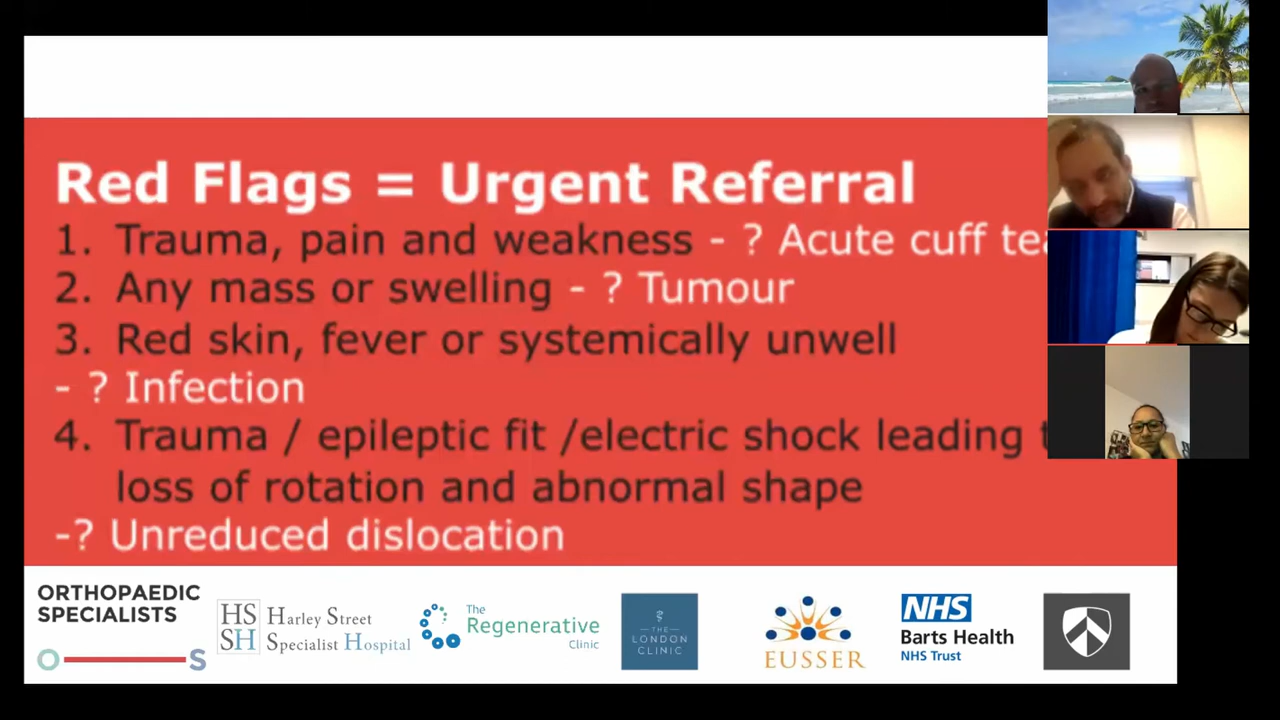 Red Flags = Urgent Referral
1. Trauma, pain and weakness - ? Acute cuff
2. Any mass or swelling - ? Tumour
3. Red skin, fever or systemically unwell
- ? Infection
4. Trauma / epileptic fit /electric shock leading
loss of rotation and abnormal shape
-? Unreduced dislocation
ORTHOPAEDIC
SPECIALISTS
O S
HS
SH
Harley Street
Specialist Hospital
The
Regenerative
Clinic
THE
LONDON
CLINIC
EUSSER
NHS
Barts Health
NHS Trust